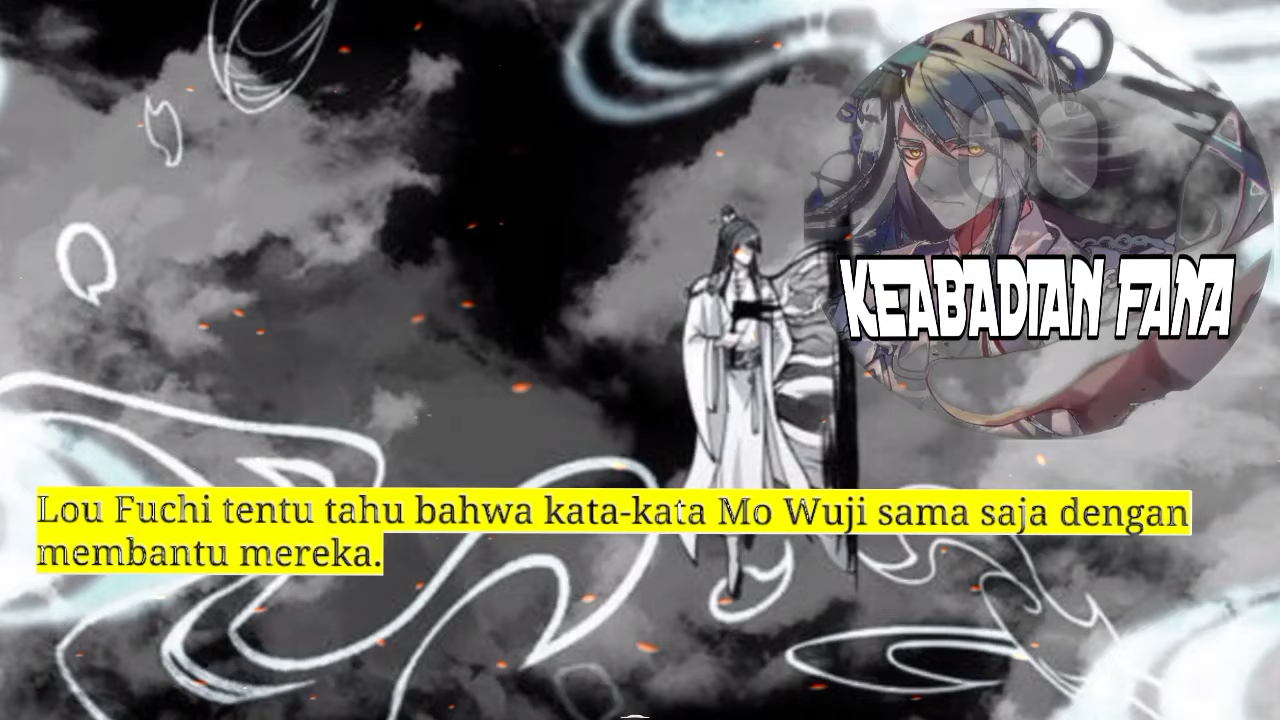 KEABADIAN FANA
Lou Fuchi tentu tahu bahwa kata-kata Mo Wuji sama saja dengan
membantu mereka.